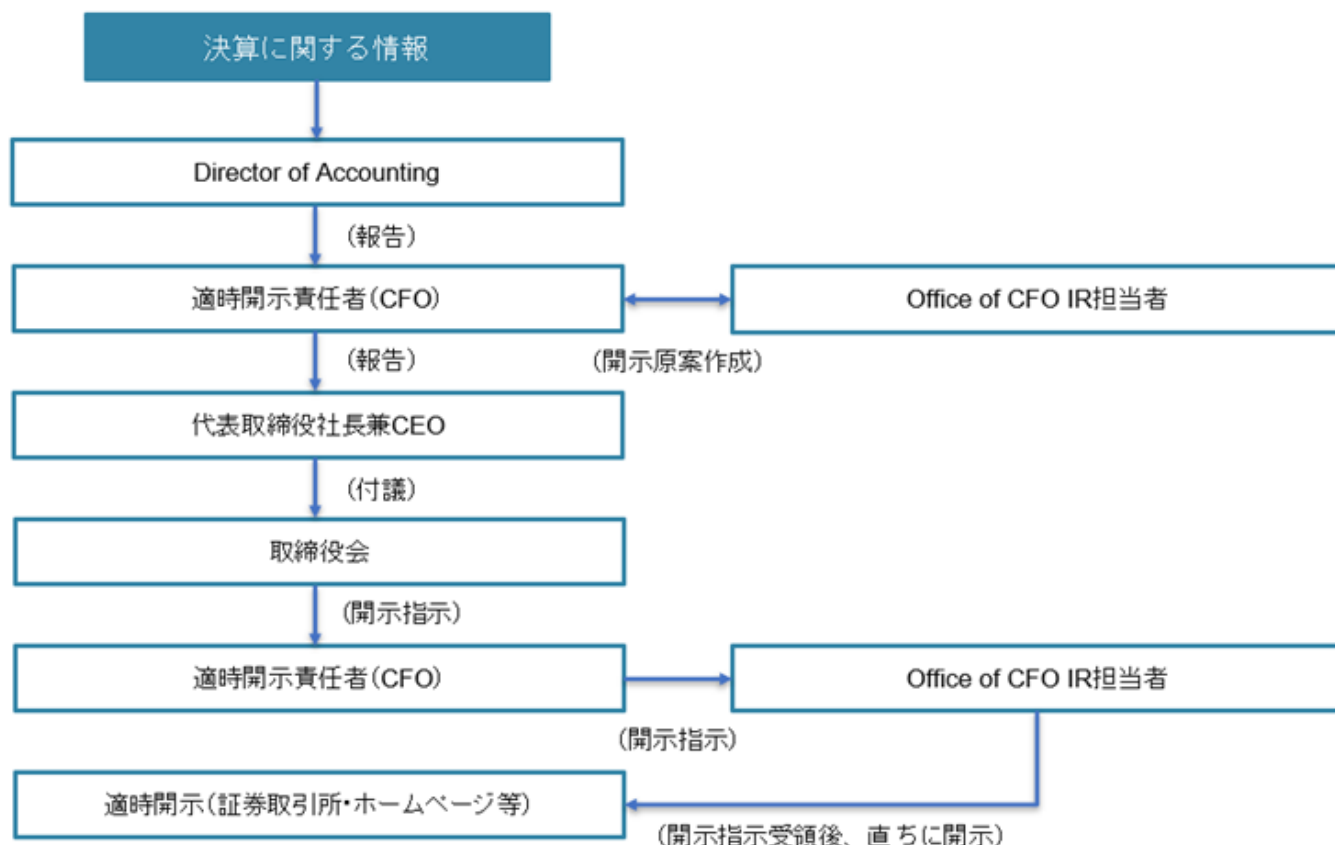 決算に関する情報
Director of Accounting
(報告)
適時開示責任者(CFO)
Office of CFO IR担当者
(報告)
(開示原案作成)
代表取締役社長兼CEO
(付議)
取締役会
(開示指示)
適時開示責任者(CFO)
Office of CFO IR担当者
(開示指示)
適時開示(証券取引所・ホームページ等)
(開示指示受領後、直ちに開示)